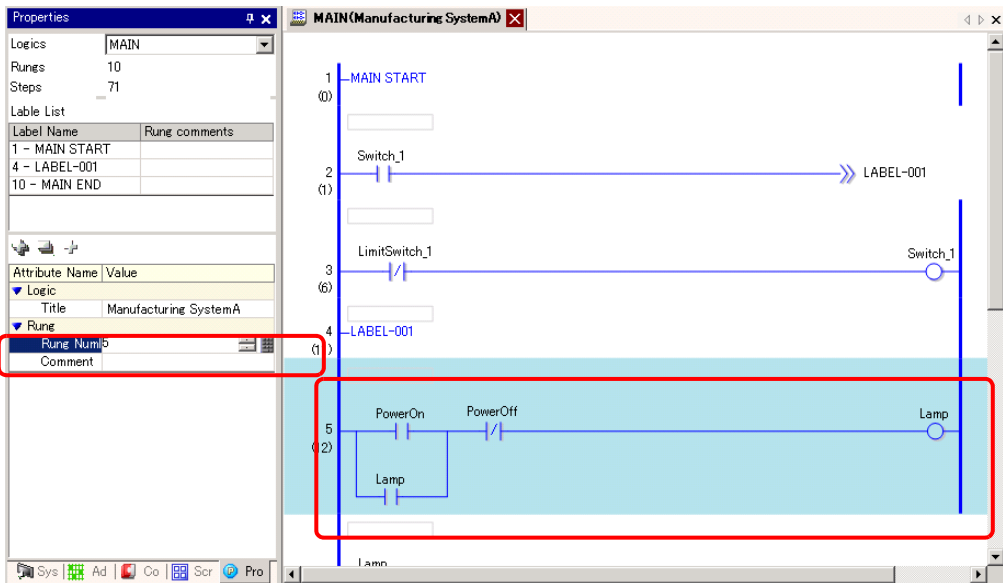 Properties
Logics MAIN
Rungs 10
Steps 71
Lable List
Label Name Rung comments
1 - MAIN START
4 - LABEL-001
10 - MAIN END
Attribute Name Value
Logic
Title Manufacturing SystemA
Rung
Rung Num 5
Comment
Sys Ad Co Scr Pro
MAIN(Manufacturing SystemA)
1 MAIN START
(0)
Switch_1
2 LABEL-001
(1)
LimitSwitch_1 Switch_1
3
(6)
4 LABEL-001
PowerOn PowerOff Lamp
5
Lamp
Lamp